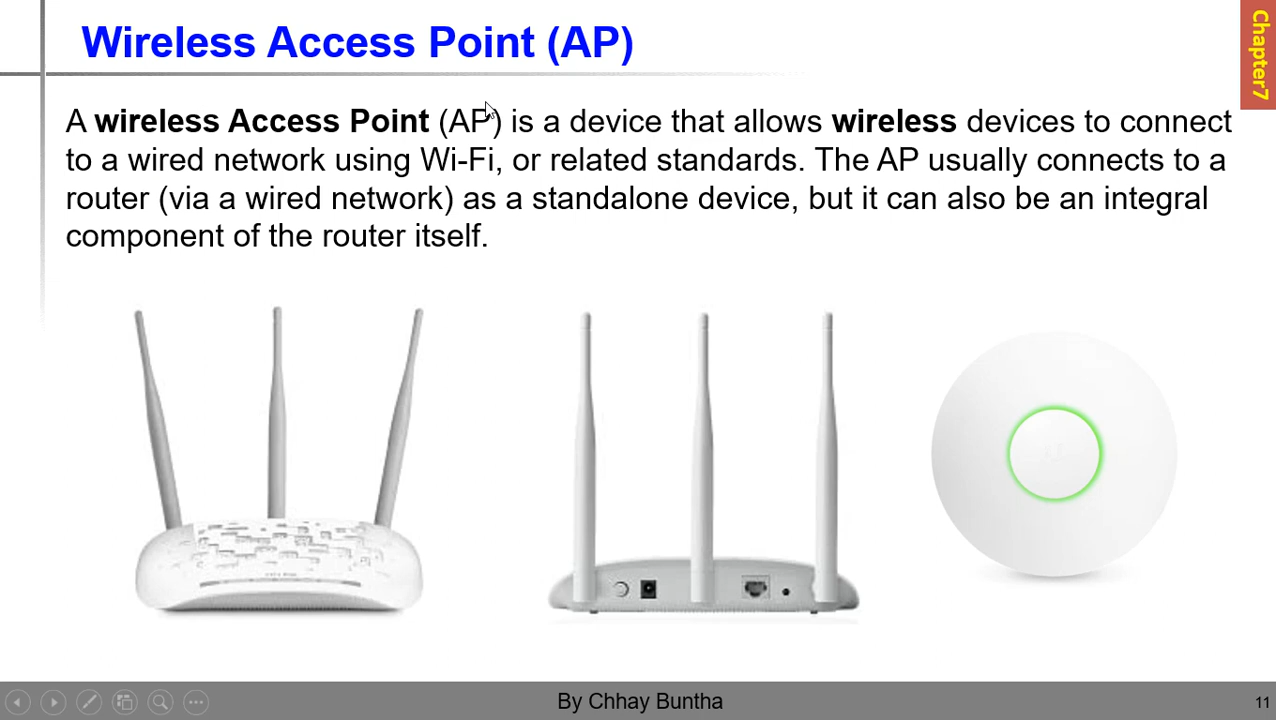 Wireless Access Point (AP)
Chapter7
A wireless Access Point (AP) is a device that allows wireless devices to connect
to a wired network using Wi-Fi, or related standards. The AP usually connects to a
router (via a wired network) as a standalone device, but it can also be an integral
component of the router itself.
By Chhay Buntha
11